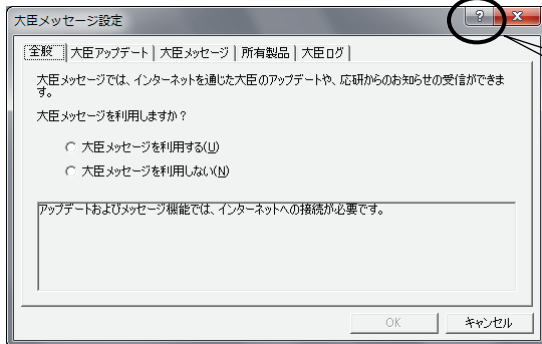 大臣メッセージ設定
?
X
全般 大臣アップデート 大臣メッセージ 所有製品 大臣ログ
大臣メッセージでは、インターネットを通じた大臣のアップデートや、応研からのお知らせの受信ができま
す。
大臣メッセージを利用しますか？
大臣メッセージを利用する(U)
大臣メッセージを利用しない(N)
アップデートおよびメッセージ機能では、インターネットへの接続が必要です。
OK キャンセル